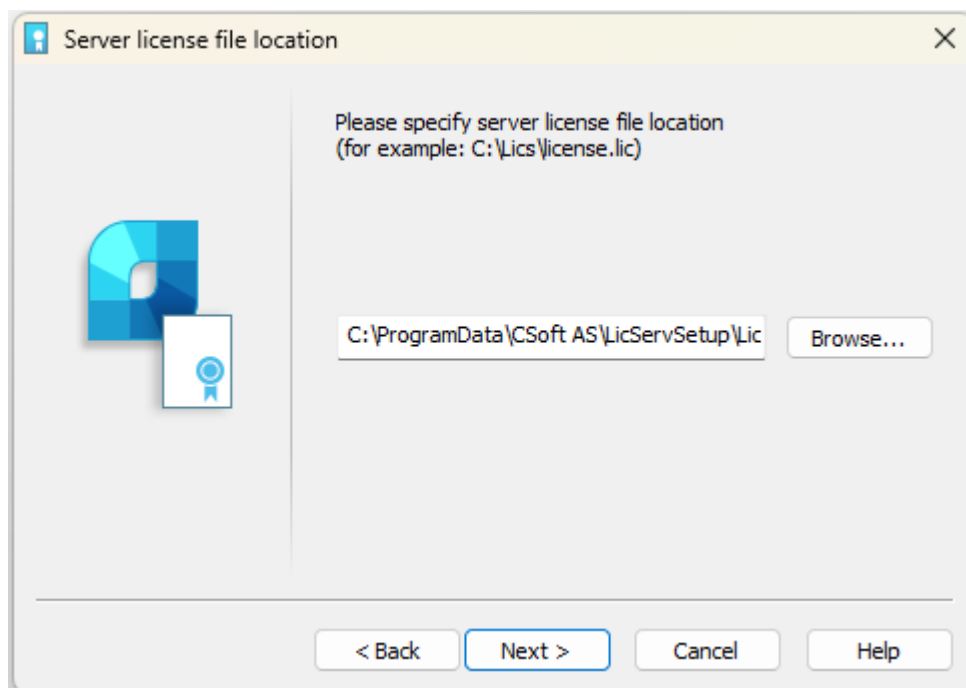 Server license file location
Please specify server license file location
(for example: C:\Lics\license.lic)
C:\ProgramData\CSoft AS\LicServSetup\Lic
Browse...
< Back
Next >
Cancel
Help